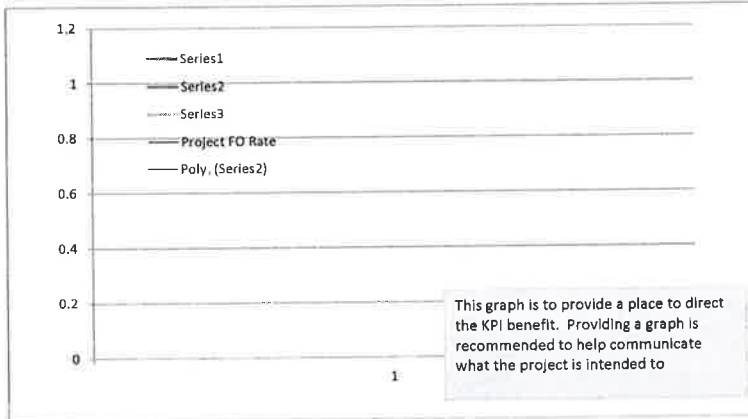 1.2
1
0.8
0.6
0.4
0.2
0
Series1
Series2
Series3
Project FO Rate
Poly. (Series2)
1
This graph is to provide a place to direct
the KPI benefit. Providing a graph is
recommended to help communicate
what the project is intended to